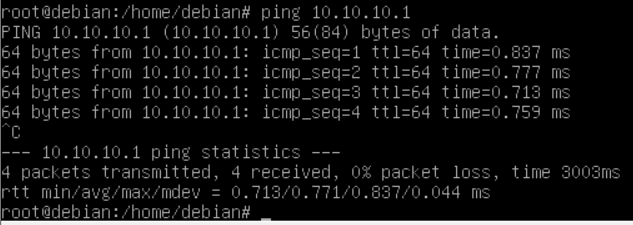 root@debian:/home/debian# ping 10.10.10.1
PING 10.10.10.1 (10.10.10.1) 56(84) bytes of data.
64 bytes from 10.10.10.1: icmp_seq=1 ttl=64 time=0.837 ms
64 bytes from 10.10.10.1: icmp_seq=2 ttl=64 time=0.777 ms
64 bytes from 10.10.10.1: icmp_seq=3 ttl=64 time=0.713 ms
64 bytes from 10.10.10.1: icmp_seq=4 ttl=64 time=0.759 ms
^C
--- 10.10.10.1 ping statistics ---
4 packets transmitted, 4 received, 0% packet loss, time 3003ms
rtt min/avg/max/mdev = 0.713/0.771/0.837/0.044 ms
root@debian:/home/debian# _